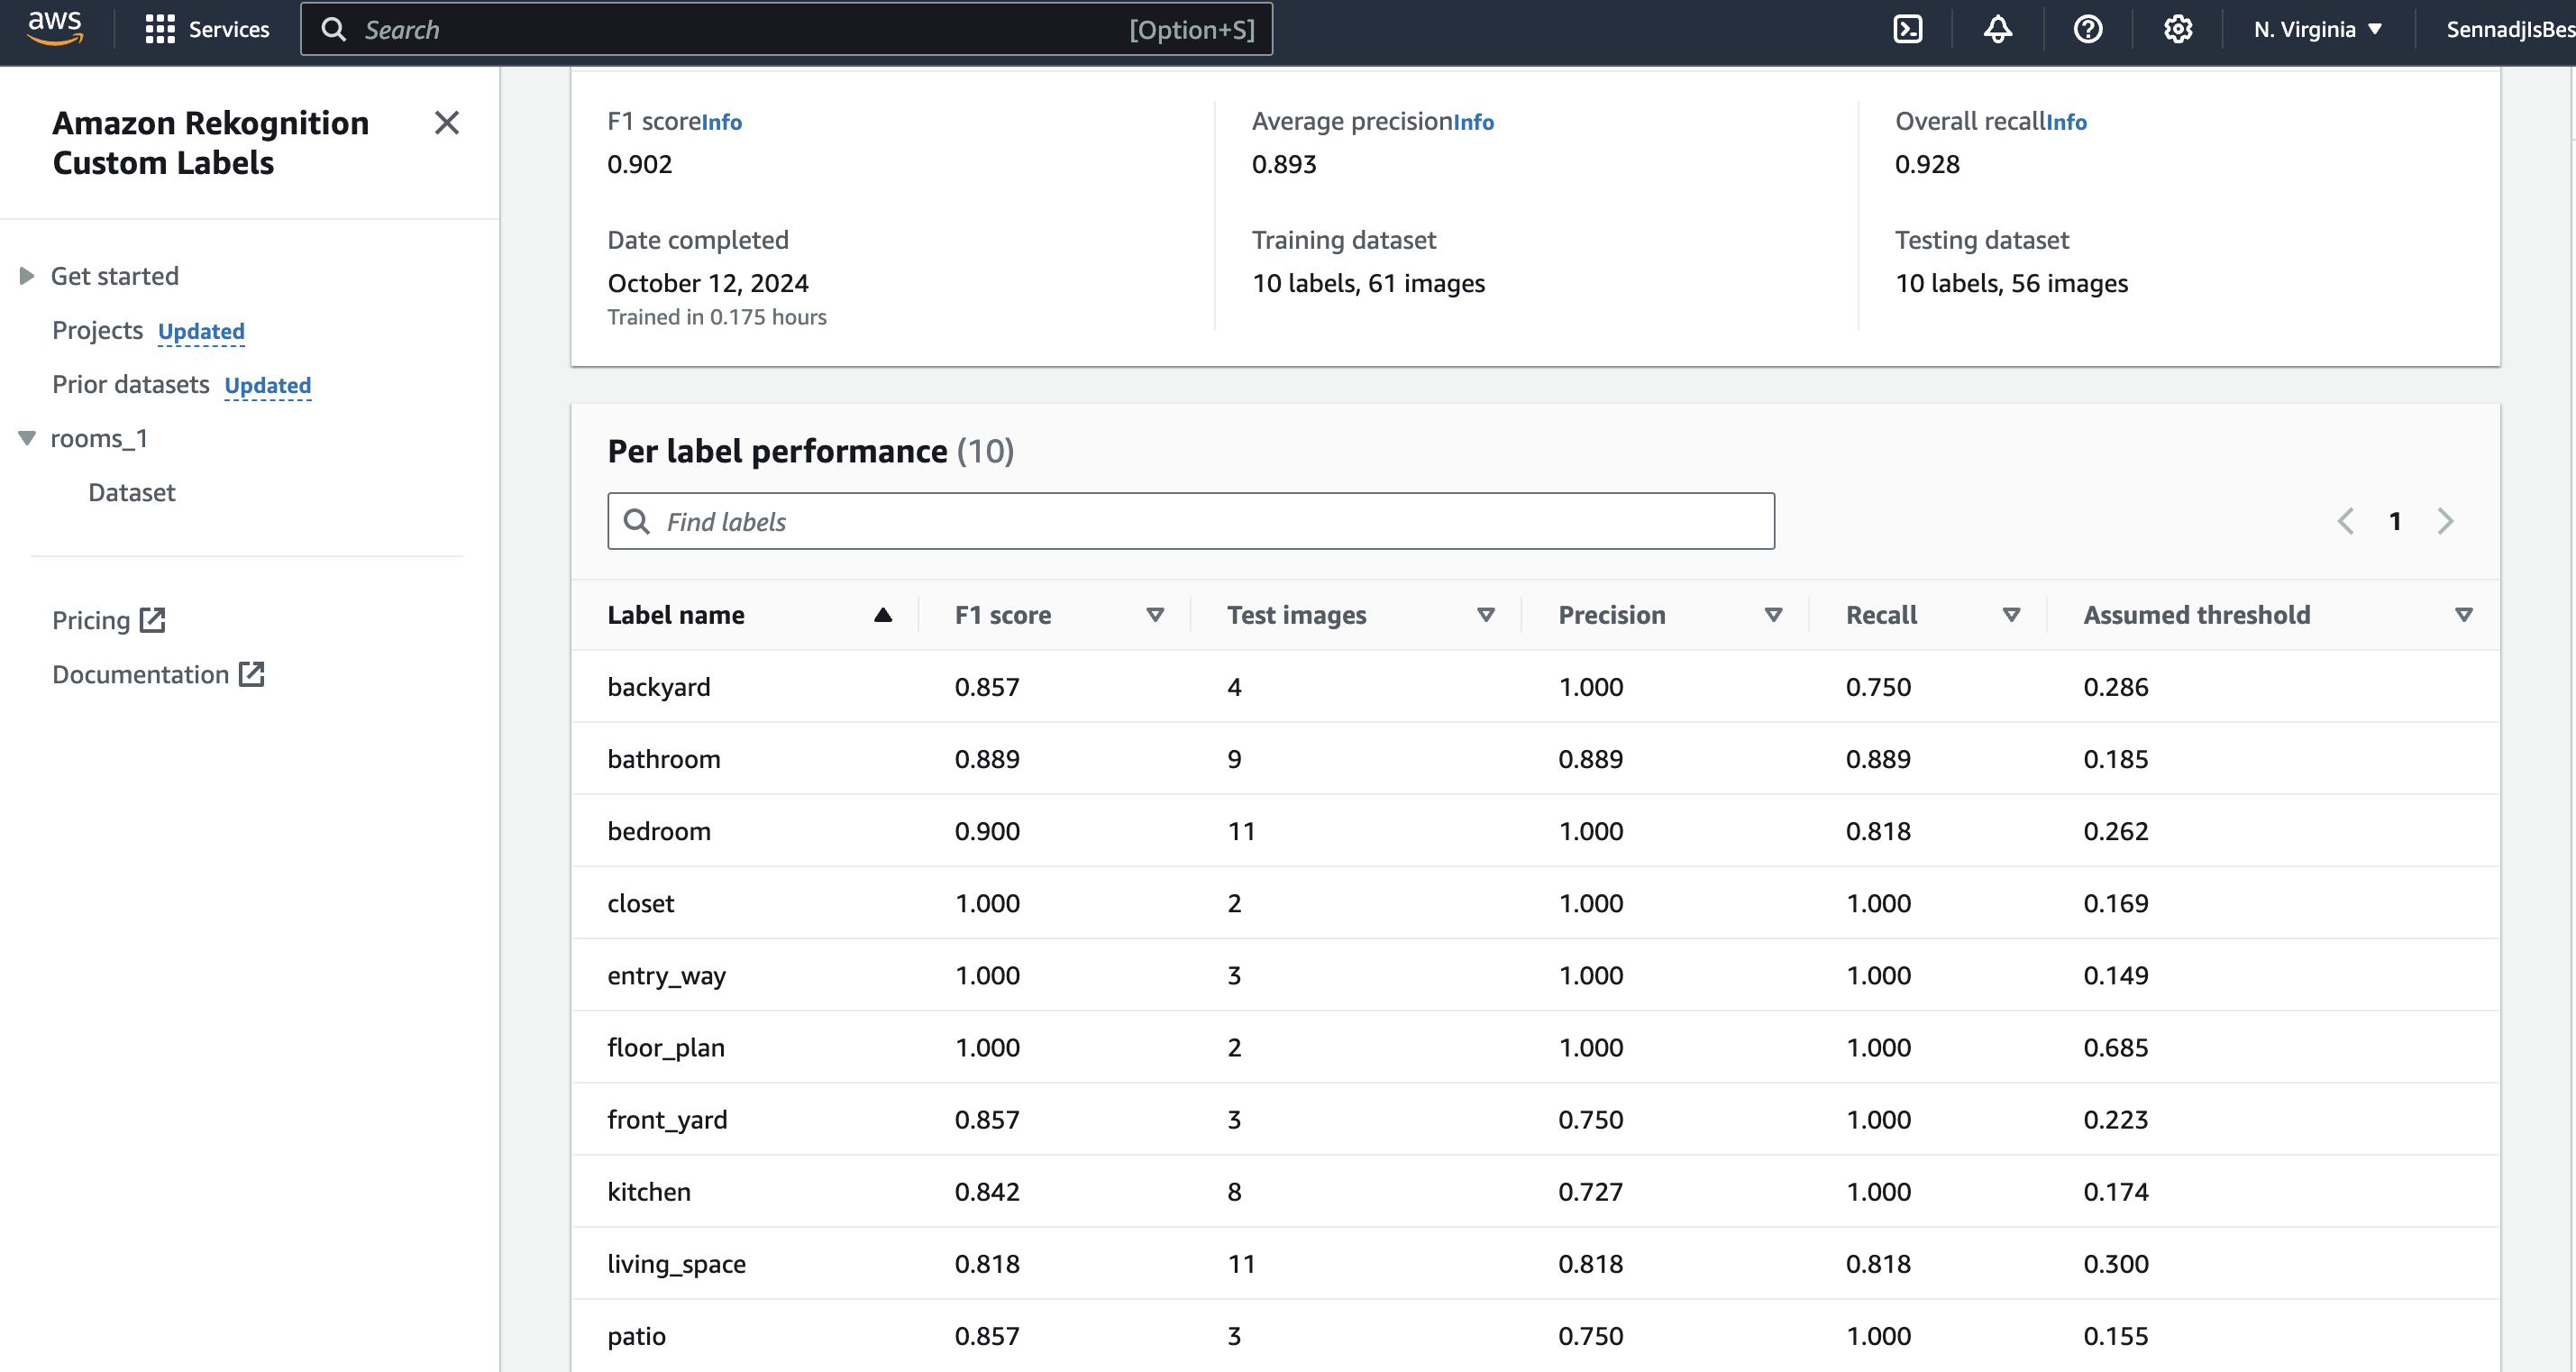 aws Services Search [Option+S] N. Virginia SennadjIsBes
Amazon Rekognition
Custom Labels
Get started
Projects Updated
Prior datasets Updated
rooms_1
Dataset
Pricing
Documentation
F1 scoreInfo Average precisionInfo Overall recallInfo
0.902 0.893 0.928
Date completed Training dataset Testing dataset
October 12, 2024 10 labels, 61 images 10 labels, 56 images
Trained in 0.175 hours
Per label performance (10)
Find labels 1
Label name F1 score Test images Precision Recall Assumed threshold
backyard 0.857 4 1.000 0.750 0.286
bathroom 0.889 9 0.889 0.889 0.185
bedroom 0.900 11 1.000 0.818 0.262
closet 1.000 2 1.000 1.000 0.169
entry_way 1.000 3 1.000 1.000 0.149
floor_plan 1.000 2 1.000 1.000 0.685
front_yard 0.857 3 0.750 1.000 0.223
kitchen 0.842 8 0.727 1.000 0.174
living_space 0.818 11 0.818 0.818 0.300
patio 0.857 3 0.750 1.000 0.155